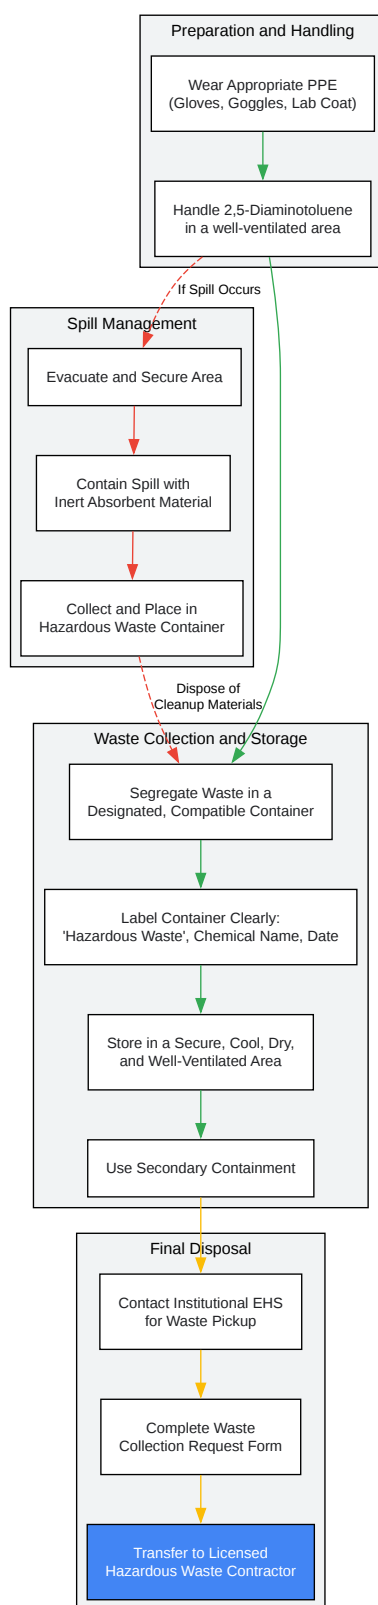 Preparation and Handling
Wear Appropriate PPE
(Gloves, Goggles, Lab Coat)
Handle 2,5-Diaminotoluene
in a well-ventilated area
If Spill Occurs
Spill Management
Evacuate and Secure Area
Contain Spill with
Inert Absorbent Material
Collect and Place in
Hazardous Waste Container
Dispose of
Cleanup Materials
Waste Collection and Storage
Segregate Waste in a
Designated, Compatible Container
Label Container Clearly:
'Hazardous Waste', Chemical Name, Date
Store in a Secure, Cool, Dry,
and Well-Ventilated Area
Use Secondary Containment
Final Disposal
Contact Institutional EHS
for Waste Pickup
Complete Waste
Collection Request Form
Transfer to Licensed
Hazardous Waste Contractor